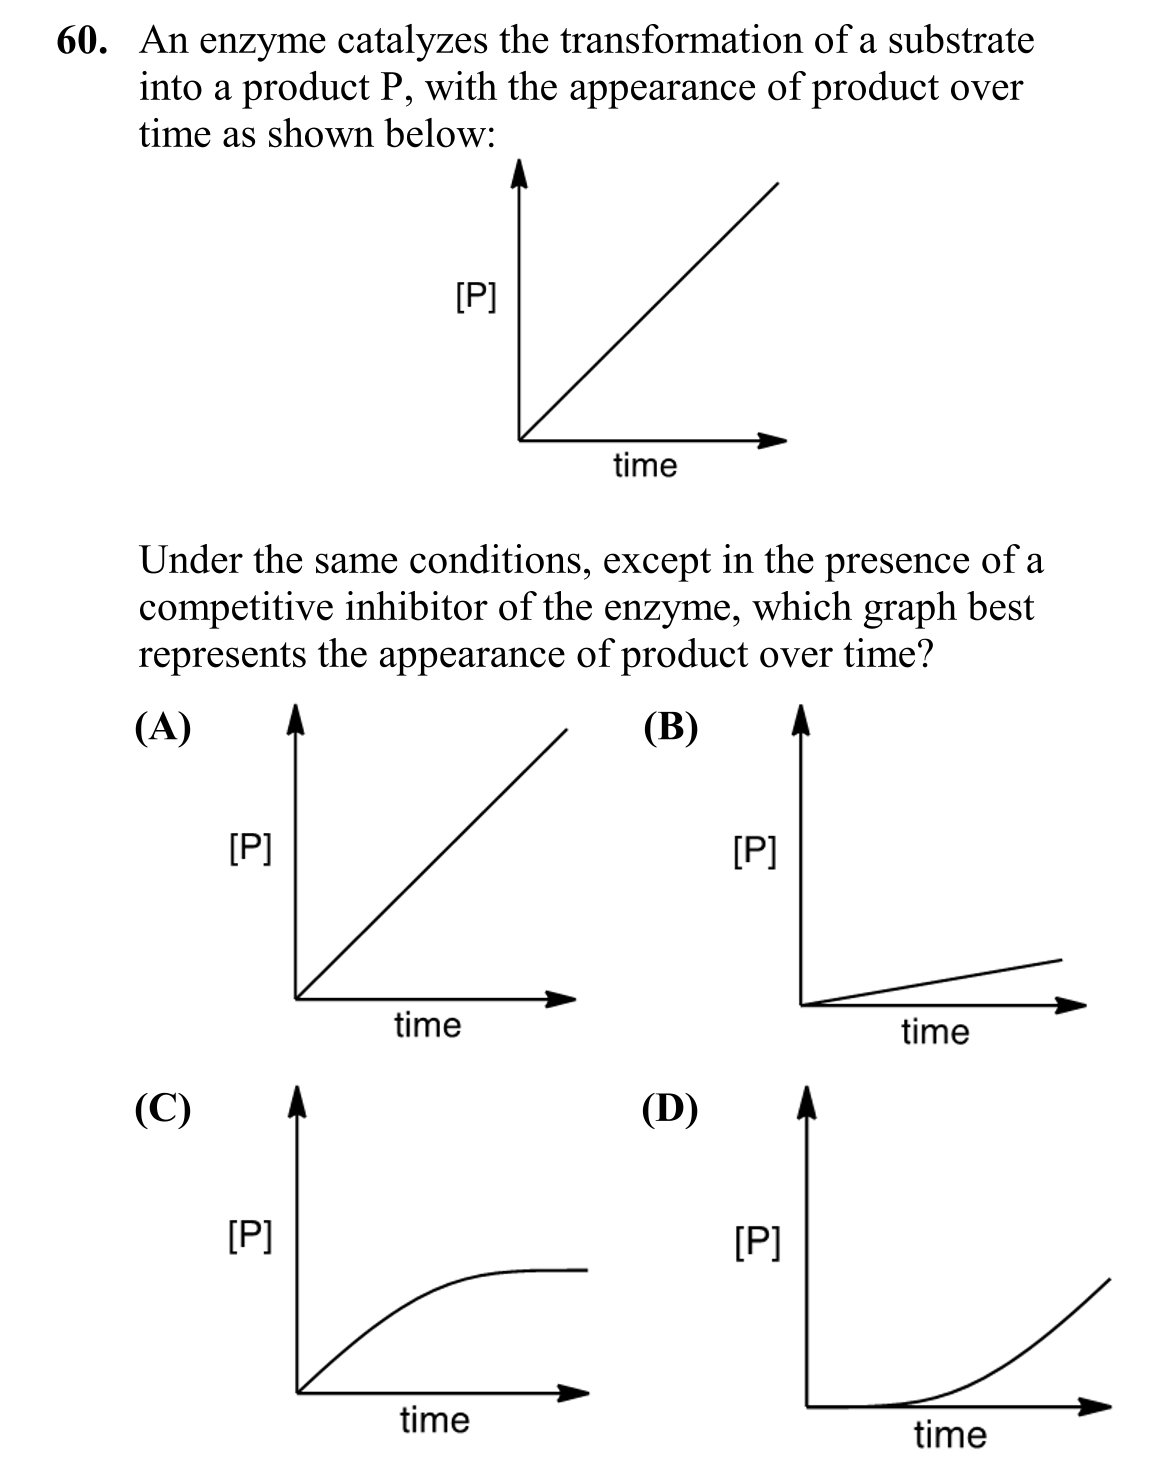 60. An enzyme catalyzes the transformation of a substrate
into a product P, with the appearance of product over
time as shown below:
[P]
time
Under the same conditions, except in the presence of a
competitive inhibitor of the enzyme, which graph best
represents the appearance of product over time?
(A)
[P]
time
(B)
[P]
time
(C)
[P]
time
(D)
[P]
time